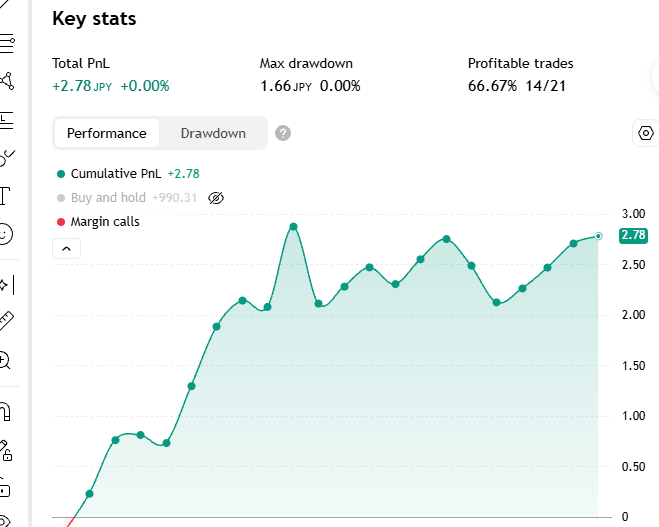 Key stats
Total PnL Max drawdown Profitable trades
+2.78 JPY +0.00% 1.66 JPY 0.00% 66.67% 14/21
Performance Drawdown ?
Cumulative PnL +2.78
Buy and hold +990.31
Margin calls
3.00
2.78
2.50
2.00
1.50
1.00
0.50
0